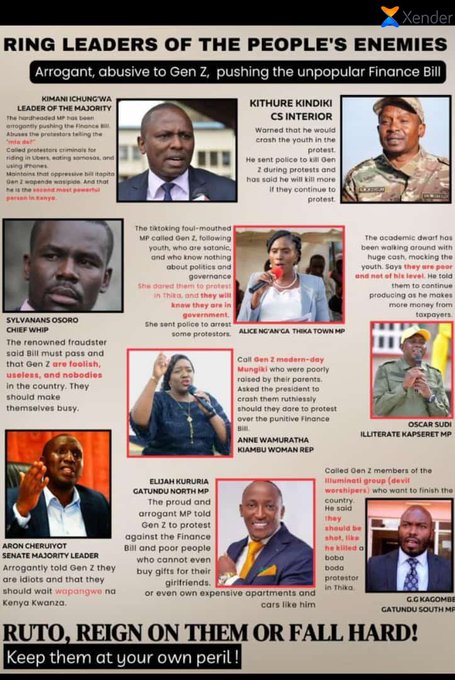 Xender
RING LEADERS OF THE PEOPLE'S ENEMIES
Arrogant, abusive to Gen Z, pushing the unpopular Finance Bill
KIMANI ICHUNG'WA
LEADER OF THE MAJORITY
The hardheaded MP has been
arrogantly pushing the Finance Bill.
Abuses the protestors telling the
"mta do?"
Called protestors criminals for
riding in Ubers, eating samosas, and
using iPhones.
Maintains that oppressive bill itapita
Gen Z wapende wasipide. And that
he is the second most powerful
person in Kenya.
KITHURE KINDIKI
CS INTERIOR
Warned that he would
crash the youth in the
protest.
He sent police to kill Gen
Z during protests and
has said he will kill more
if they continue to
protest.
SYLVANANS OSORO
CHIEF WHIP
The renowned fraudster
said Bill must pass and
that Gen Z are foolish,
useless, and nobodies
in the country. They
should make
themselves busy.
The tiktoking foul-mouthed
MP called Gen Z, following
youth, who are satanic,
and who know nothing
about politics and
governance
She dared them to protest
in Thika, and they will
know they are in
government.
She sent police to arrest
some protestors.
ALICE NG'AN'GA THIKA TOWN MP
The academic dwarf has
been walking around with
huge cash, mocking the
youth. Says they are poor
and not of his level. He told
them to continue
producing as he makes
more money from
taxpayers.
OSCAR SUDI
ILLITERATE KAPSERET MP
Call Gen Z modern-day
Mungiki who were poorly
raised by their parents.
Asked the president to
crash them ruthlessly
should they dare to protest
over the punitive Finance
Bill.
ANNE WAMURATHA
KIAMBU WOMAN REP
ARON CHERUIYOT
SENATE MAJORITY LEADER
Arrogantly told Gen Z they
are idiots and that they
should wait wapangwe na
Kenya Kwanza.
ELIJAH KURURIA
GATUNDU NORTH MP
The proud and
arrogant MP told
Gen Z to protest
against the Finance
Bill and poor people
who cannot even
buy gifts for their
girlfriends.
or even own expensive apartments and
cars like him
Called Gen Z members of the
Illuminati group (devil
worshipers) who want to finish the
country.
He said
they
should be
shot, like
he killed a
boba
boda
protestor
in Thika.
G.G KAGOMBE
GATUNDU SOUTH MP
RUTO, REIGN ON THEM OR FALL HARD!
Keep them at your own peril !